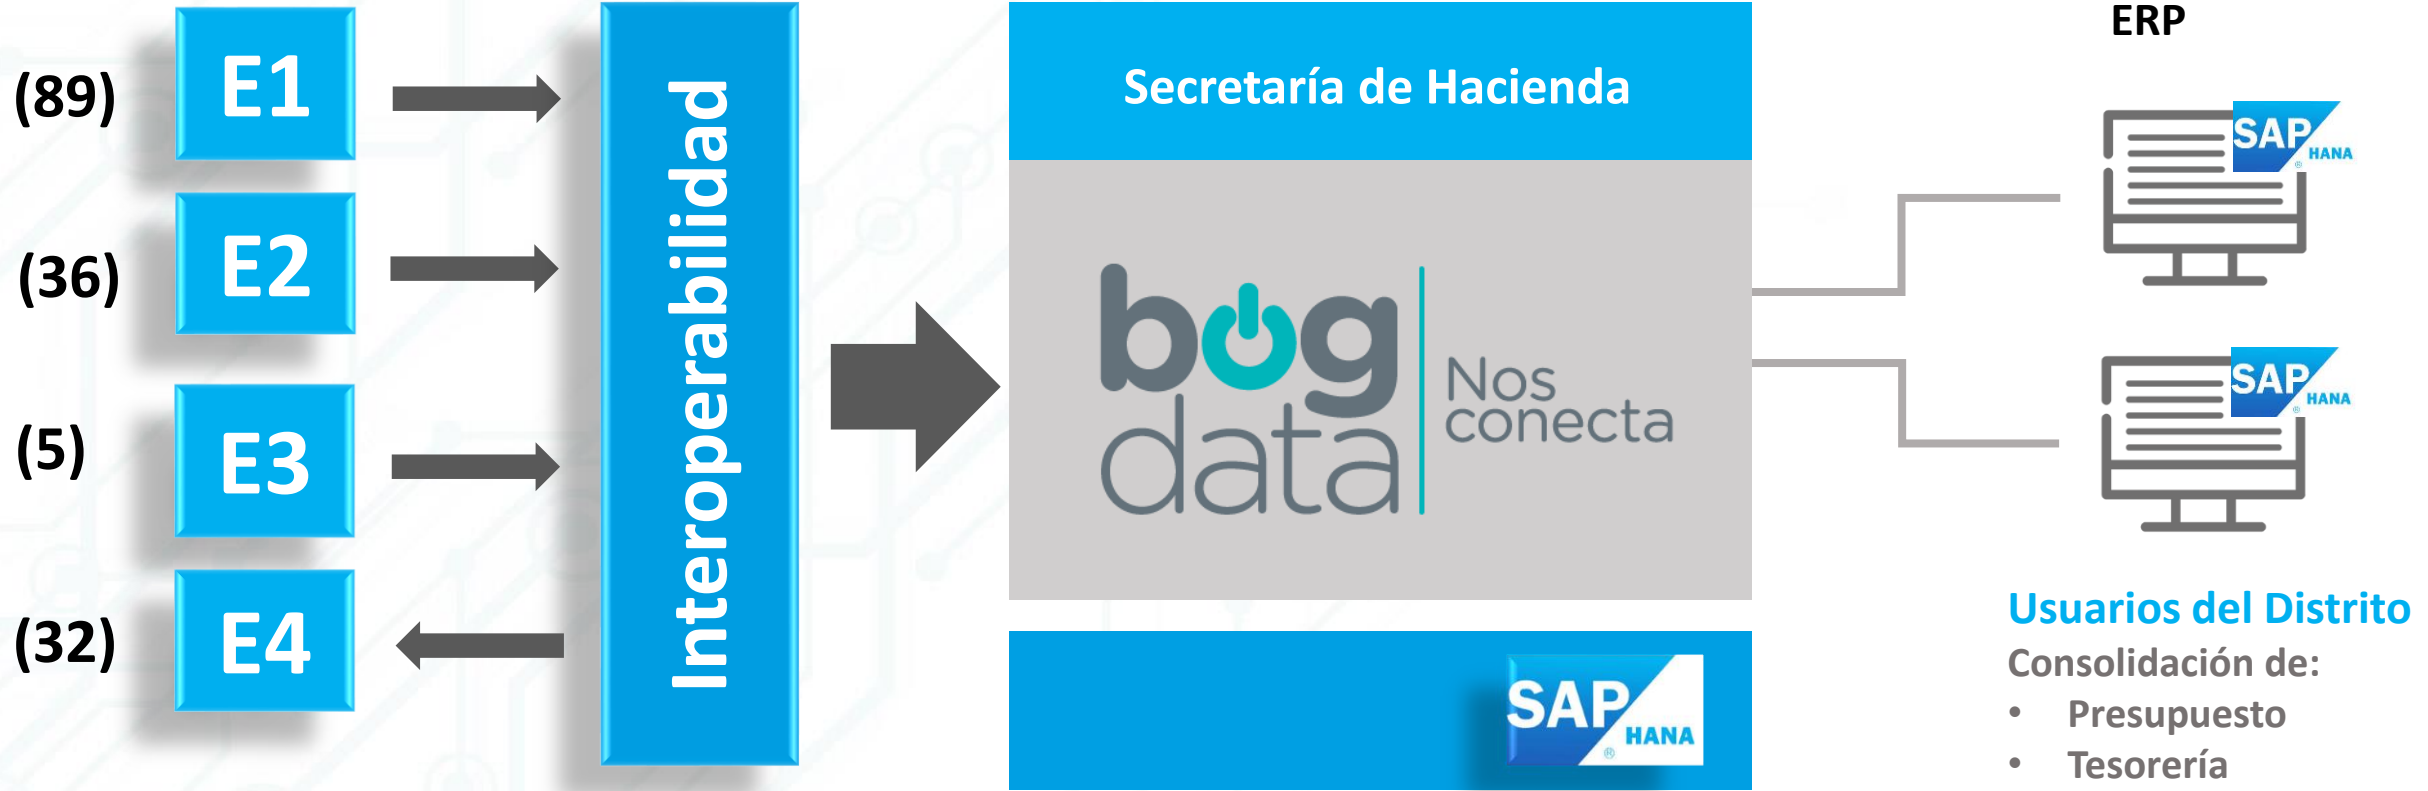 (89)
E1
(36)
E2
(5)
E3
(32)
E4
Interoperabilidad
Secretaría de Hacienda
bog
data
Nos
conecta
SAP
® HANA
ERP
SAP
® HANA
SAP
® HANA
Usuarios del Distrito
Consolidación de:
• Presupuesto
• Tesorería